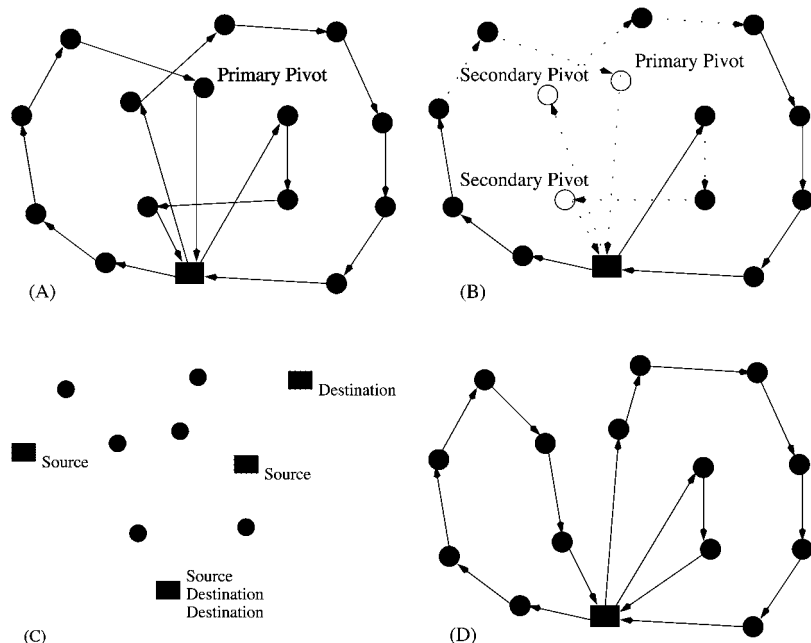 Primary Pivot
(A)
Secondary Pivot
Primary Pivot
Secondary Pivot
(B)
Destination
Source
Source
Source
Destination
Destination
(C)
(D)